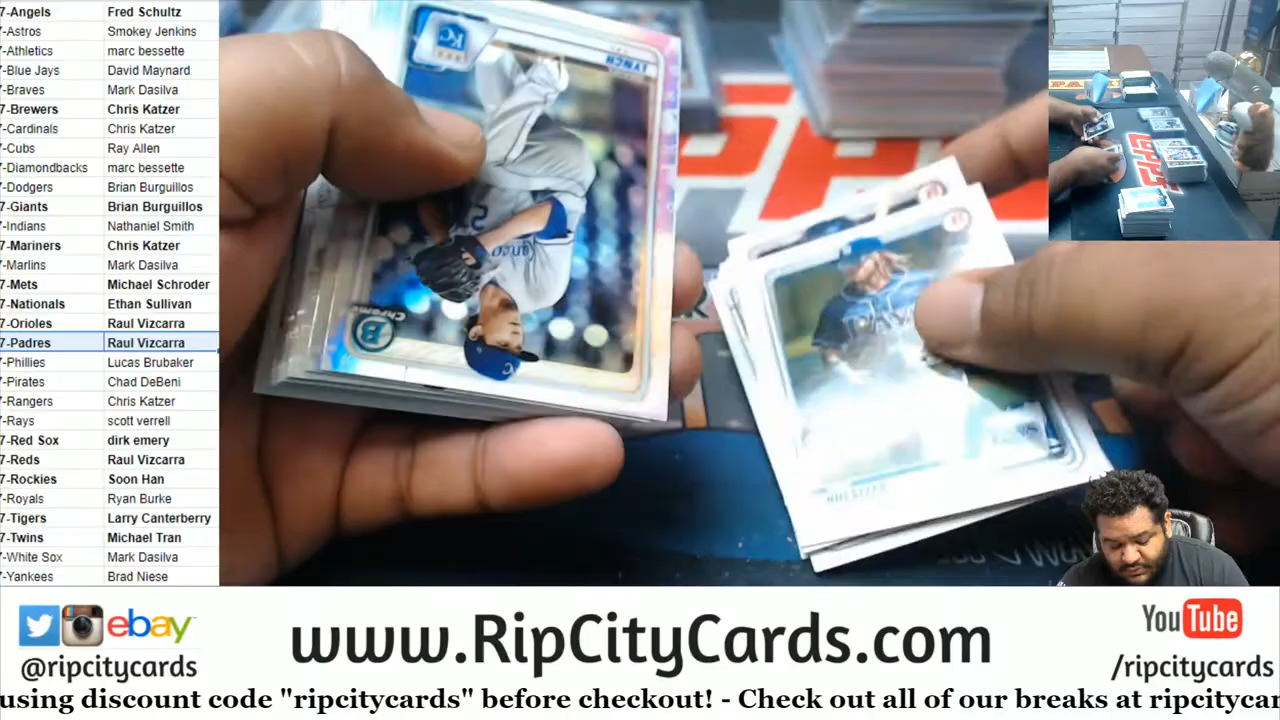 7-Angels Fred Schultz
7-Astros Smokey Jenkins
7-Athletics marc bessette
7-Blue Jays David Maynard
7-Braves Mark Dasilva
7-Brewers Chris Katzer
7-Cardinals Chris Katzer
7-Cubs Ray Allen
7-Diamondbacks marc bessette
7-Dodgers Brian Burguillos
7-Giants Brian Burguillos
7-Indians Nathaniel Smith
7-Mariners Chris Katzer
7-Marlins Mark Dasilva
7-Mets Michael Schroder
7-Nationals Ethan Sullivan
7-Orioles Raul Vizcarra
7-Padres Raul Vizcarra
7-Phillies Lucas Brubaker
7-Pirates Chad DeBeni
7-Rangers Chris Katzer
7-Rays scott verrell
7-Red Sox dirk emery
7-Reds Raul Vizcarra
7-Rockies Soon Han
7-Royals Ryan Burke
7-Tigers Larry Canterberry
7-Twins Michael Tran
7-White Sox Mark Dasilva
7-Yankees Brad Niese
LYNCH
KC
B
Chrome
ebay
@ripcitycards
www.RipCityCards.com
YouTube
/ripcitycards
using discount code "ripcitycards" before checkout! - Check out all of our breaks at ripcitycar